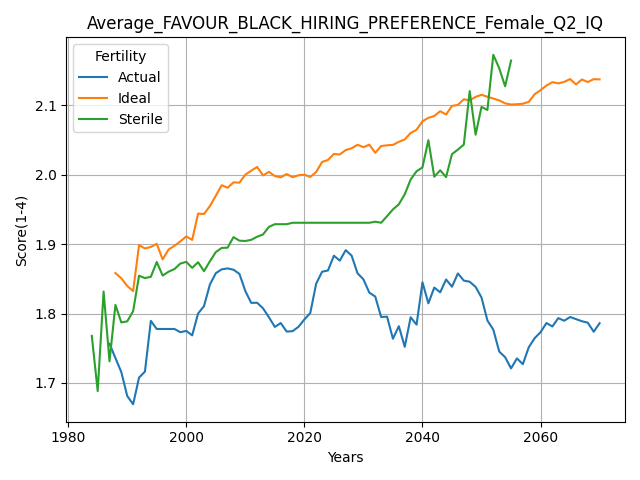 Average_FAVOUR_BLACK_HIRING_PREFERENCE_Female_Q2_IQ
Fertility
Actual
Ideal
Sterile
Score(1-4)
2.1
2.0
1.9
1.8
1.7
1980
2000
2020
2040
2060
Years